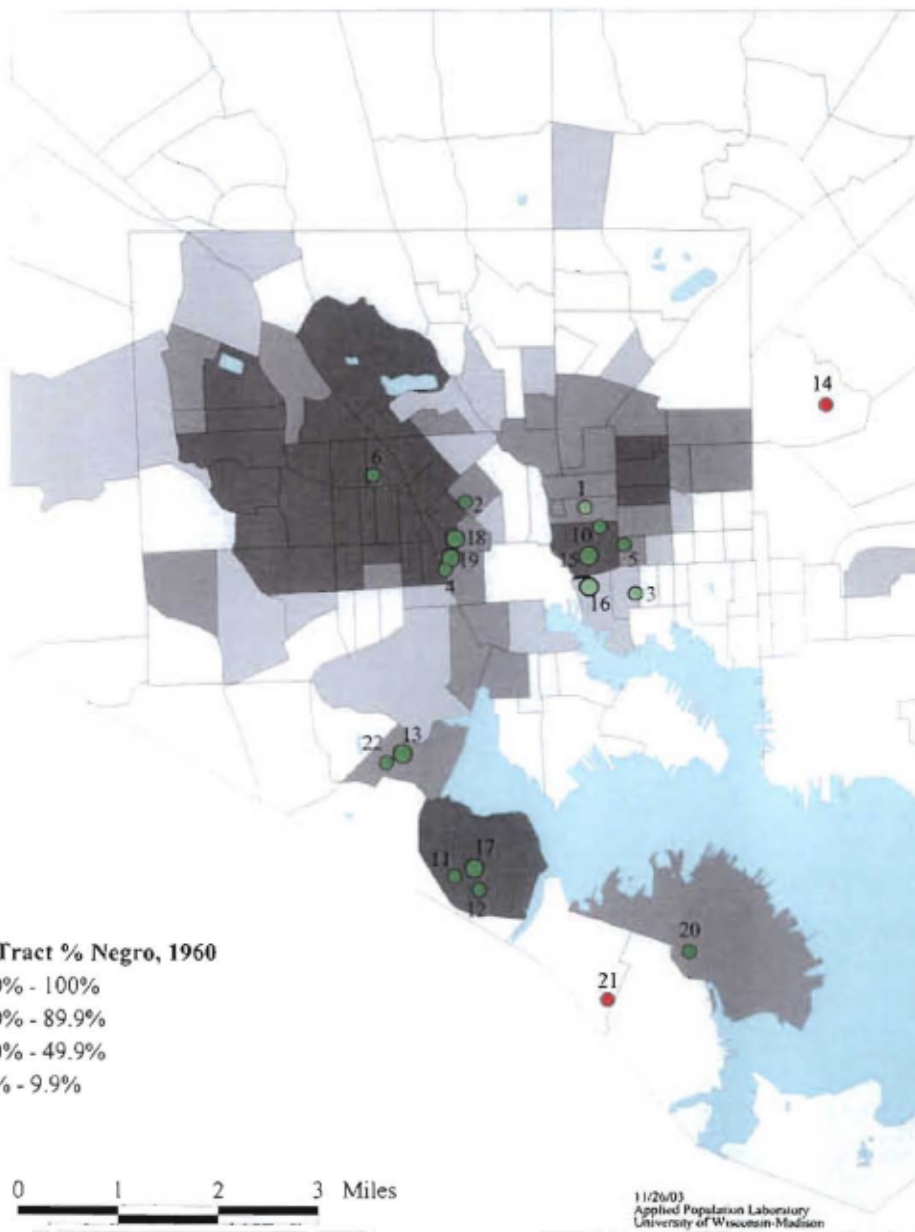 14
6
1
2
18
10
5
15
19
4
16
3
13
22
17
11
12
20
21
Tract % Negro, 1960
0% - 100%
0% - 89.9%
0% - 49.9%
% - 9.9%
0 1 2 3 Miles
11/26/03
Applied Population Laboratory
University of Wisconsin-Madison